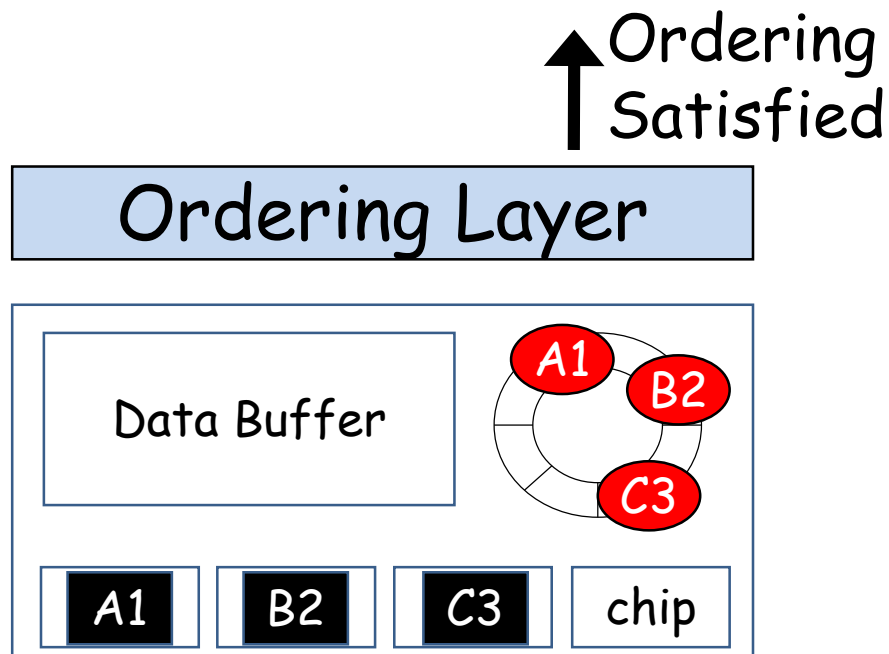 Ordering
Satisfied
Ordering Layer
A1
B2
Data Buffer
C3
A1 B2 C3 chip